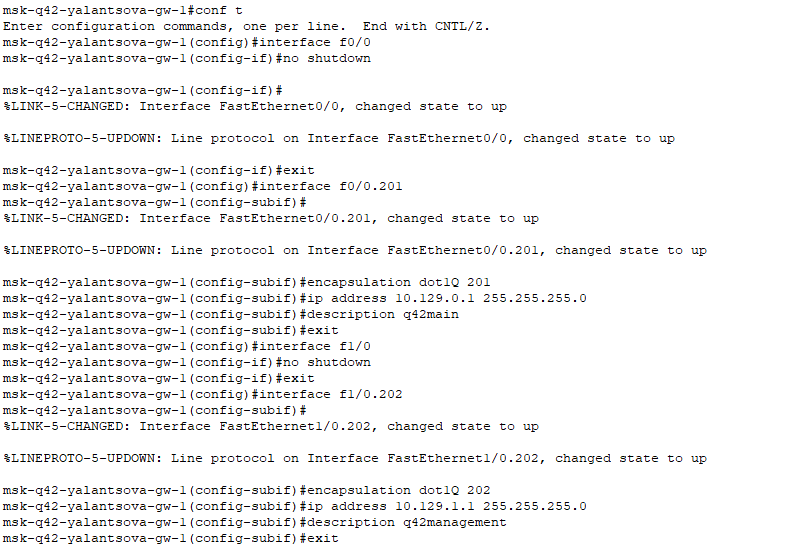 msk-q42-yalantsova-gw-1#conf t
Enter configuration commands, one per line.  End with CNTL/Z.
msk-q42-yalantsova-gw-1(config)#interface f0/0
msk-q42-yalantsova-gw-1(config-if)#no shutdown
msk-q42-yalantsova-gw-1(config-if)#
%LINK-5-CHANGED: Interface FastEthernet0/0, changed state to up
%LINEPROTO-5-UPDOWN: Line protocol on Interface FastEthernet0/0, changed state to up
msk-q42-yalantsova-gw-1(config-if)#exit
msk-q42-yalantsova-gw-1(config)#interface f0/0.201
msk-q42-yalantsova-gw-1(config-subif)#
%LINK-5-CHANGED: Interface FastEthernet0/0.201, changed state to up
%LINEPROTO-5-UPDOWN: Line protocol on Interface FastEthernet0/0.201, changed state to up
msk-q42-yalantsova-gw-1(config-subif)#encapsulation dot1Q 201
msk-q42-yalantsova-gw-1(config-subif)#ip address 10.129.0.1 255.255.255.0
msk-q42-yalantsova-gw-1(config-subif)#description q42main
msk-q42-yalantsova-gw-1(config-subif)#exit
msk-q42-yalantsova-gw-1(config)#interface f1/0
msk-q42-yalantsova-gw-1(config-if)#no shutdown
msk-q42-yalantsova-gw-1(config-if)#exit
msk-q42-yalantsova-gw-1(config)#interface f1/0.202
msk-q42-yalantsova-gw-1(config-subif)#
%LINK-5-CHANGED: Interface FastEthernet1/0.202, changed state to up
%LINEPROTO-5-UPDOWN: Line protocol on Interface FastEthernet1/0.202, changed state to up
msk-q42-yalantsova-gw-1(config-subif)#encapsulation dot1Q 202
msk-q42-yalantsova-gw-1(config-subif)#ip address 10.129.1.1 255.255.255.0
msk-q42-yalantsova-gw-1(config-subif)#description q42management
msk-q42-yalantsova-gw-1(config-subif)#exit